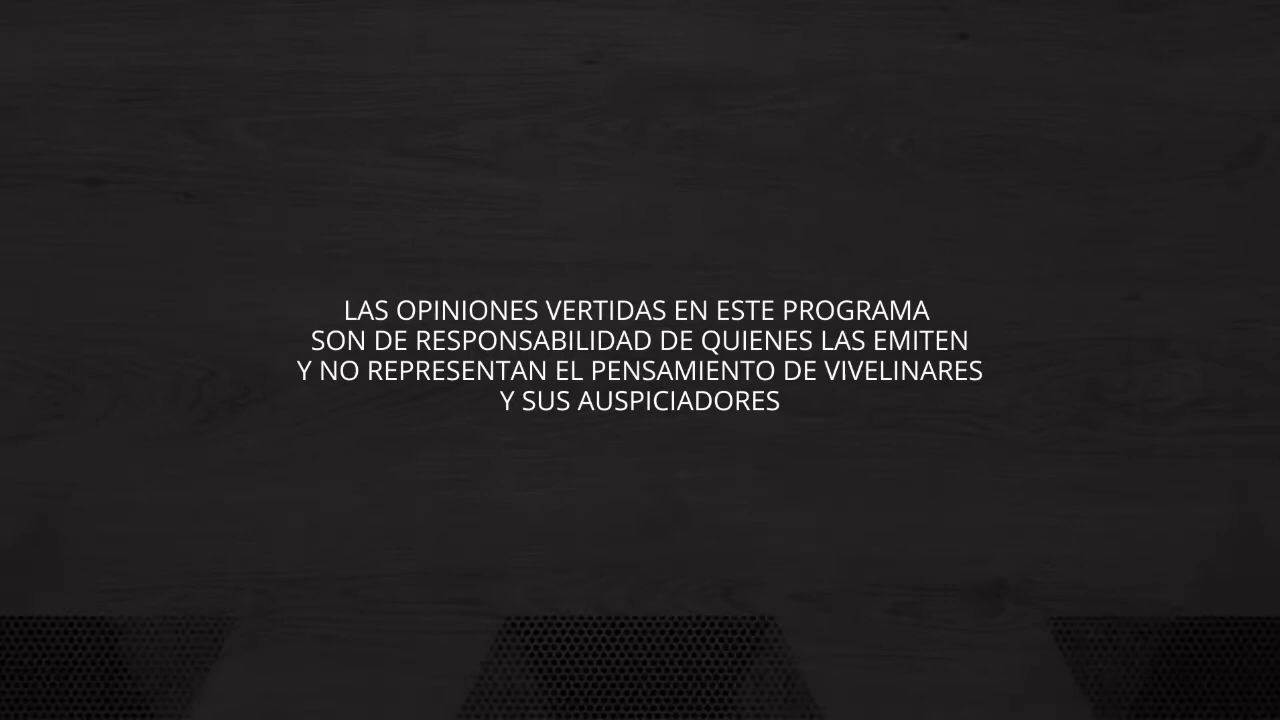 LAS OPINIONES VERTIDAS EN ESTE PROGRAMA
SON DE RESPONSABILIDAD DE QUIENES LAS EMITEN
Y NO REPRESENTAN EL PENSAMIENTO DE VIVELINARES
Y SUS AUSPICIADORES